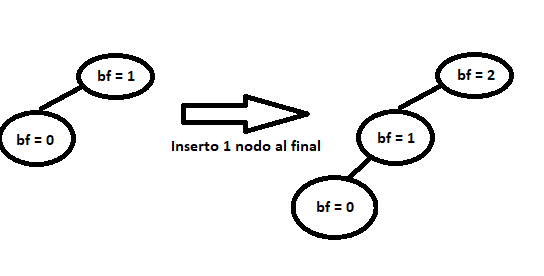 bf = 1
bf = 0
Inserto 1 nodo al final
bf = 2
bf = 1
bf = 0